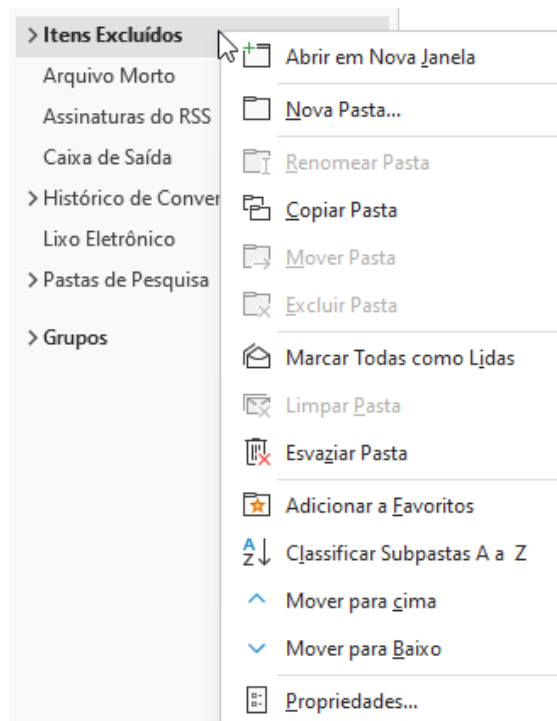 Itens Excluídos
Arquivo Morto
Assinaturas do RSS
Caixa de Saída
Histórico de Conver
Lixo Eletrônico
Pastas de Pesquisa
Grupos
Abrir em Nova Janela
Nova Pasta...
Renomear Pasta
Copiar Pasta
Mover Pasta
Excluir Pasta
Marcar Todas como Lidas
Limpar Pasta
Esvaziar Pasta
Adicionar a Favoritos
Classificar Subpastas A a Z
Mover para cima
Mover para Baixo
Propriedades...